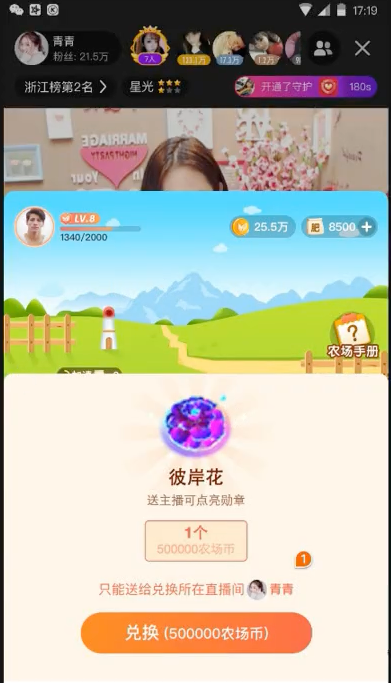 17:19
青青
粉丝: 21.5万
7人
133.1万
17.3万
1.2万
浙江榜第2名
星光
开通了守护
180s
MARRIAGE
LV.8
1340/2000
25.5万
肥
8500
?
农场手册
彼岸花
送主播可点亮勋章
1个
500000农场币
1
只能送给兑换所在直播间 青青
兑换 (500000农场币)